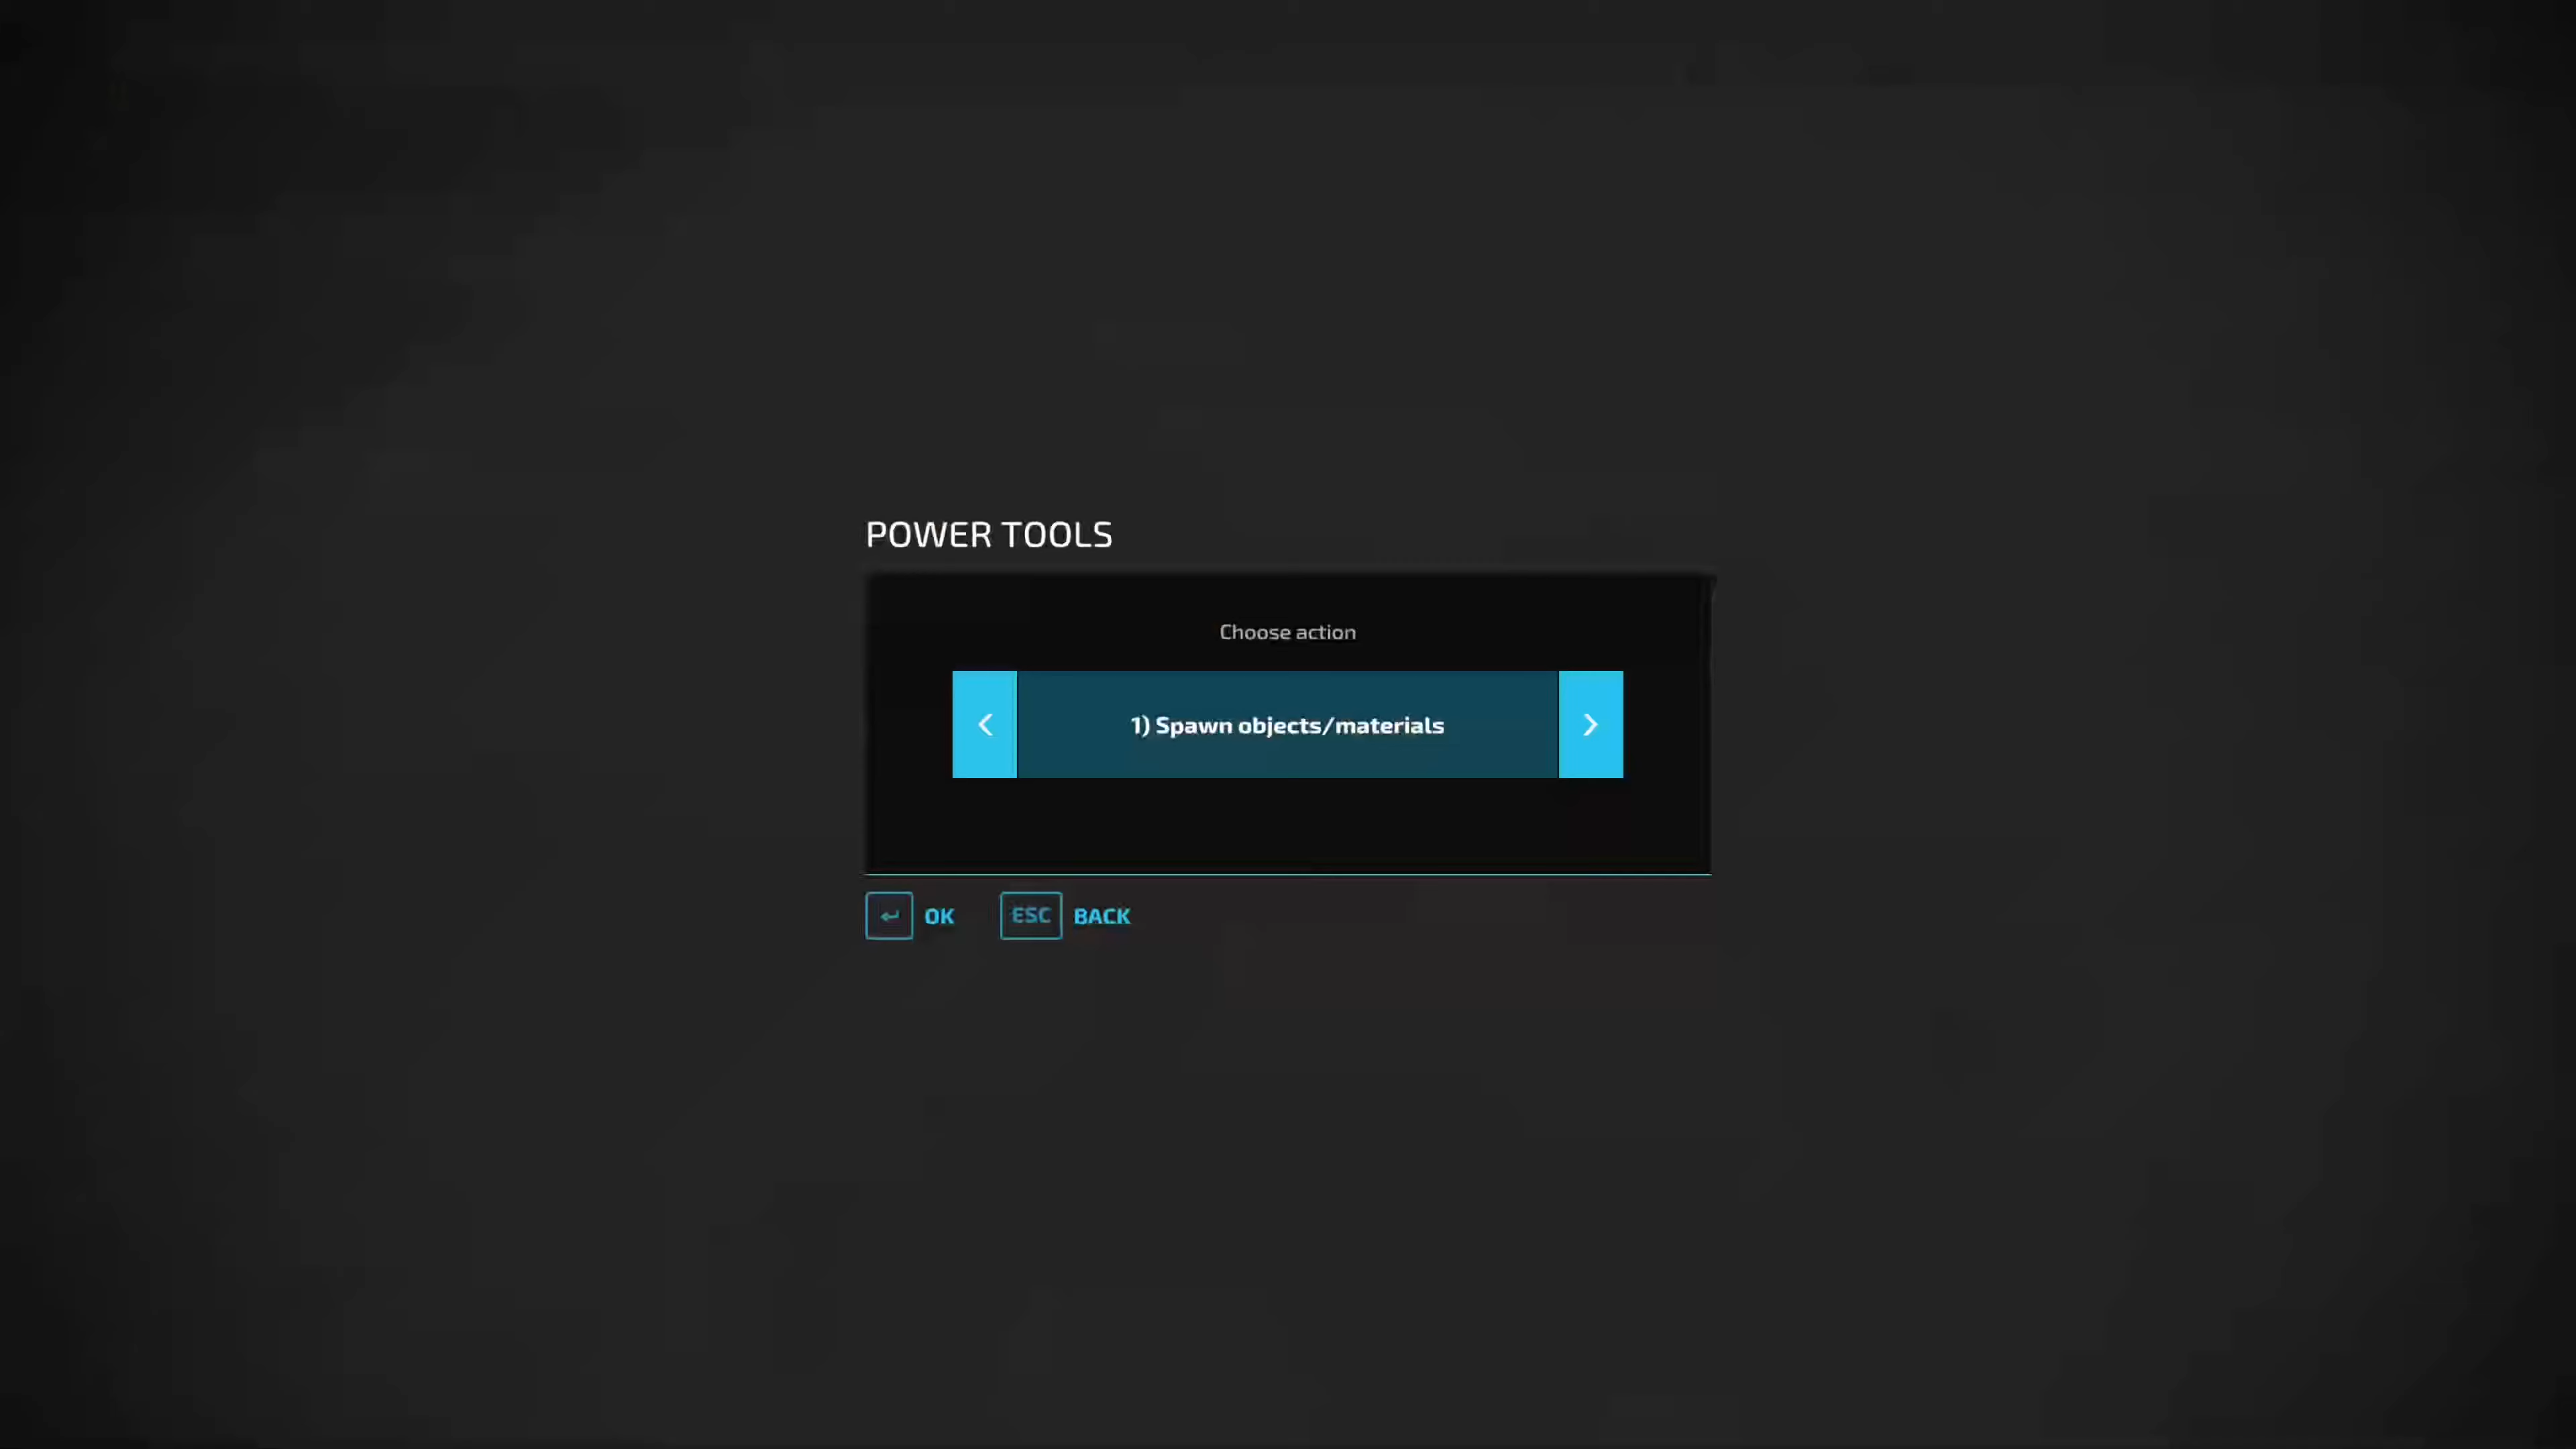 POWER TOOLS
Choose action
1) Spawn objects/materials
OK
ESC BACK